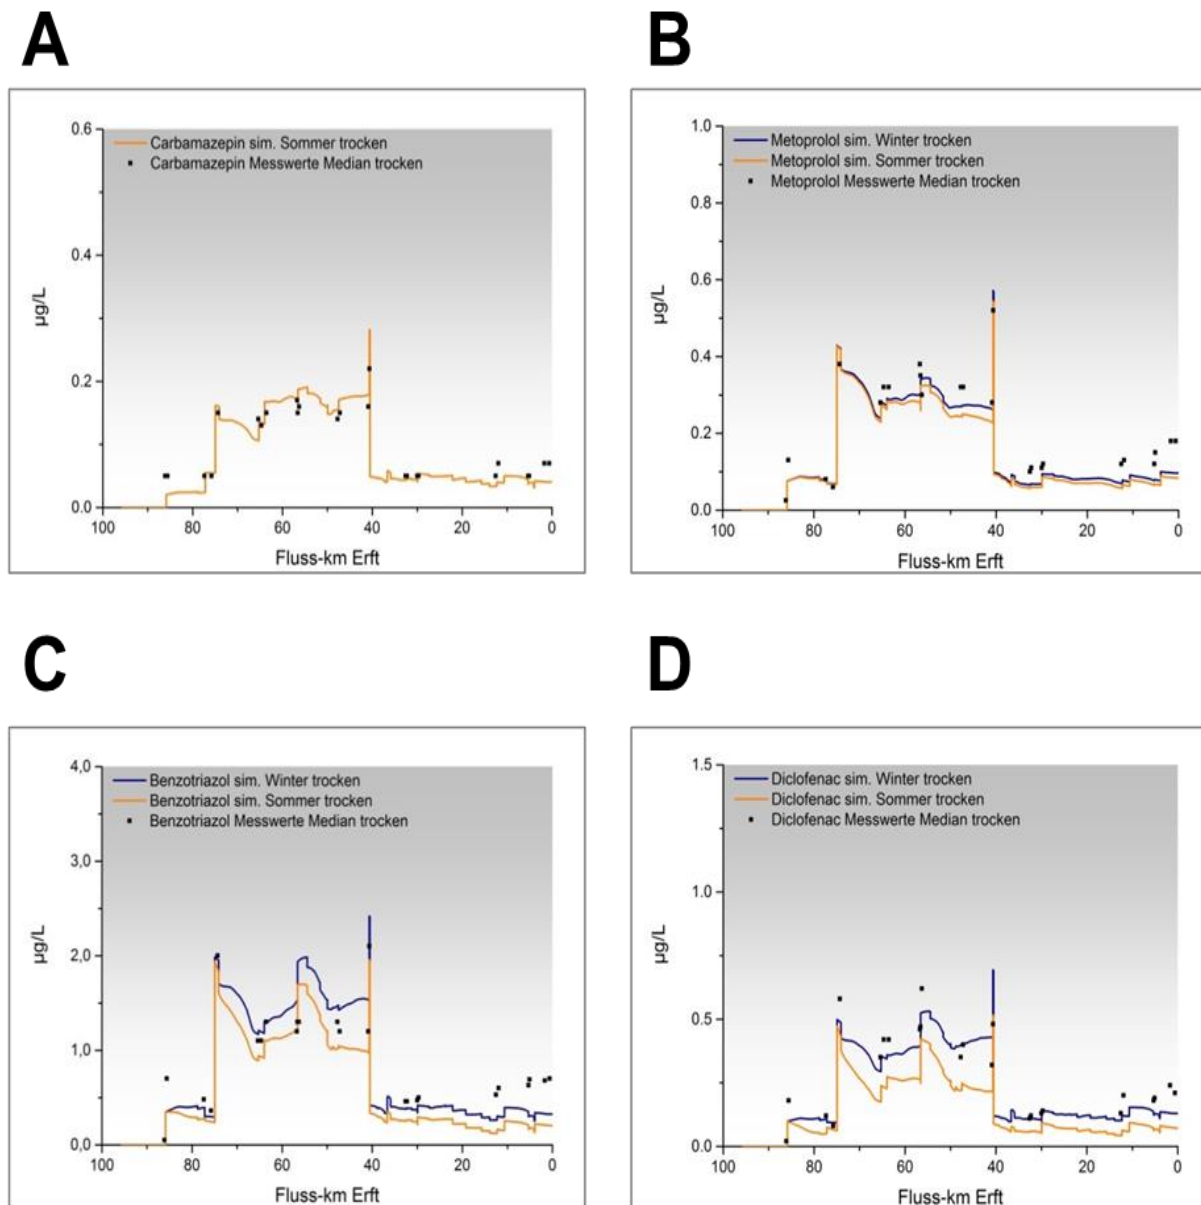 A
B
0.6
0.4
0.2
0.0
µg/L
Carbamazepin sim. Sommer trocken
Carbamazepin Messwerte Median trocken
100 80 60 40 20 0
Fluss-km Erft
1.0
0.8
0.6
0.4
0.2
0.0
µg/L
Metoprolol sim. Winter trocken
Metoprolol sim. Sommer trocken
Metoprolol Messwerte Median trocken
100 80 60 40 20 0
Fluss-km Erft
C
D
4,0
3,0
2,0
1,0
0,0
µg/L
Benzotriazol sim. Winter trocken
Benzotriazol sim. Sommer trocken
Benzotriazol Messwerte Median trocken
100 80 60 40 20 0
Fluss-km Erft
1.5
1.0
0.5
0.0
µg/L
Diclofenac sim. Winter trocken
Diclofenac sim. Sommer trocken
Diclofenac Messwerte Median trocken
100 80 60 40 20 0
Fluss-km Erft